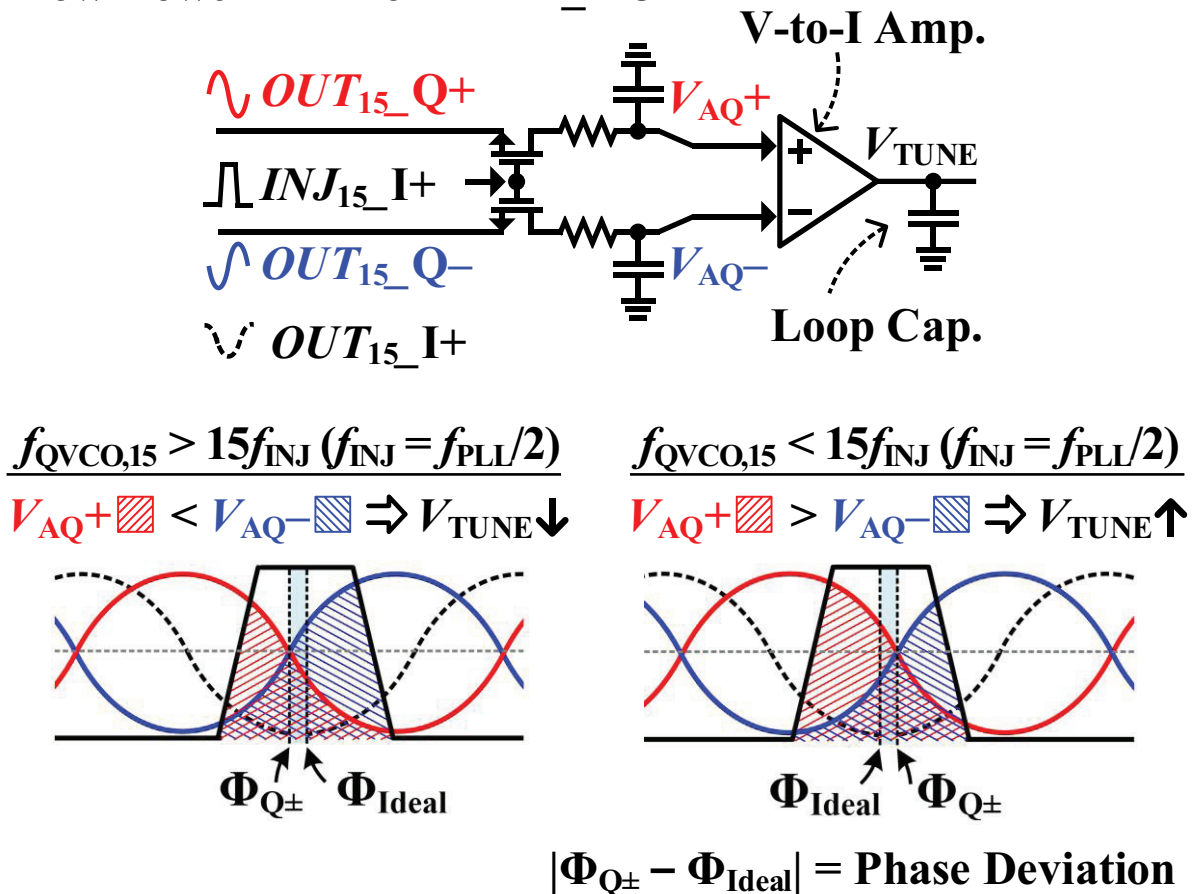 V-to-I Amp.
OUT15_Q+
VAQ+
INJ15_I+
+
VTUNE
−
OUT15_Q−
VAQ−
OUT15_I+
Loop Cap.
fQVCO,15 > 15fINJ (fINJ = fPLL/2)
VAQ+ < VAQ− ⇒ VTUNE ↓
ΦQ± ΦIdeal
fQVCO,15 < 15fINJ (fINJ = fPLL/2)
VAQ+ > VAQ− ⇒ VTUNE ↑
ΦIdeal ΦQ±
|ΦQ± − ΦIdeal| = Phase Deviation